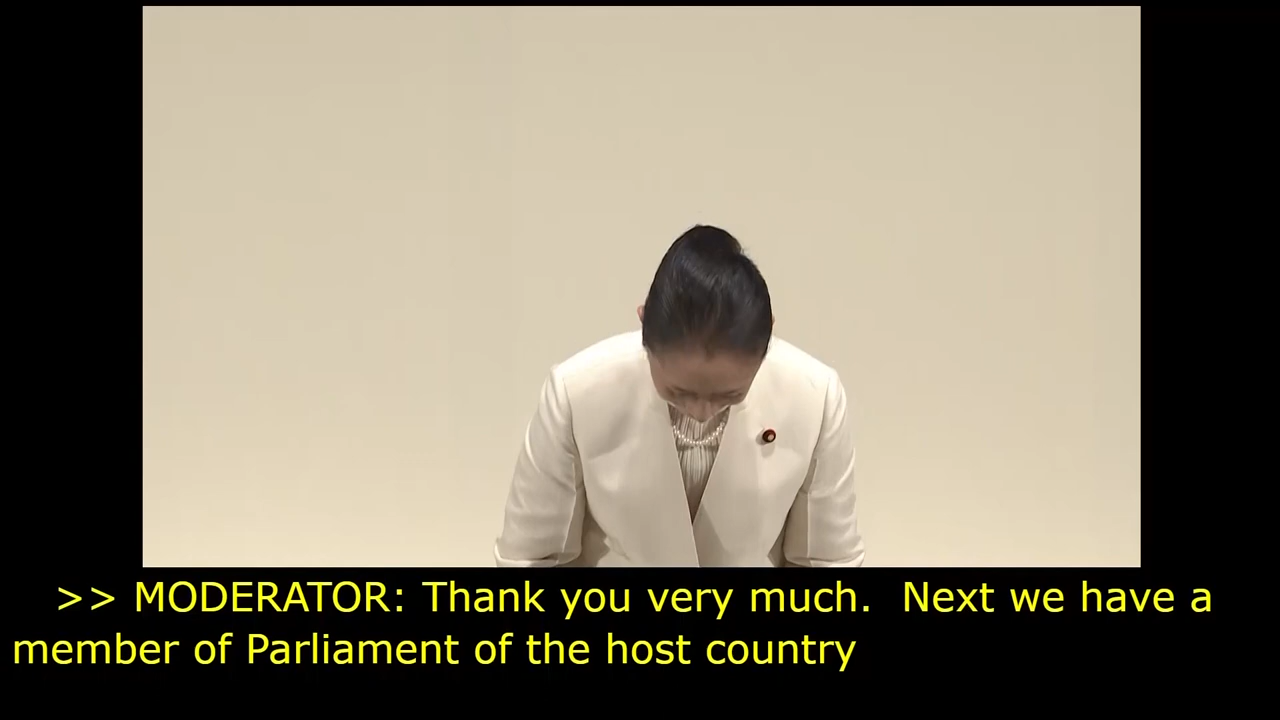 >> MODERATOR: Thank you very much.  Next we have a
member of Parliament of the host country